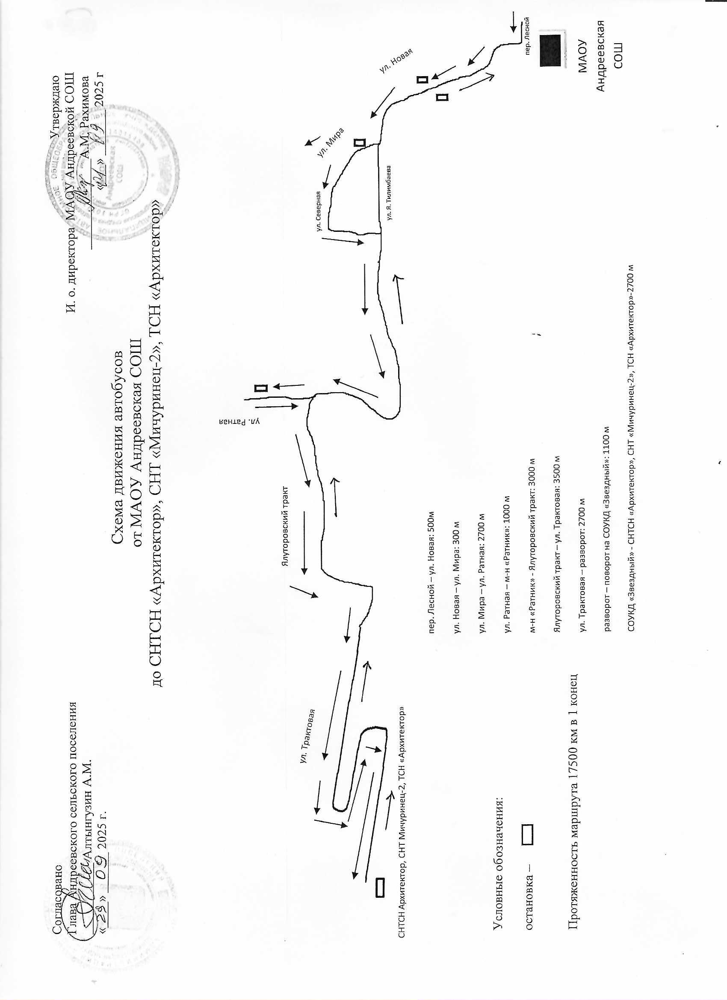 Согласовано
Глава Андреевского сельского поселения
Алтынгузин А.М.
«29» 09 2025 г.
Утверждаю
И. о. директора МАОУ Андреевской СОШ
А.М. Рахимова
«   » 09 2025 г
Андреевская
СОШ
Схема движения автобусов
от МАОУ Андреевская СОШ
до СНТСН «Архитектор», СНТ «Мичуринец-2», ТСН «Архитектор»
ул. Ратная
Ялуторовский тракт
ул. Трактовая
ул. Северная
ул. Мира
ул. Новая
ул. Я. Тилимбаева
пер. Лесной
МАОУ
Андреевская
СОШ
СНТСН Архитектор, СНТ Мичуринец-2, ТСН «Архитектор»
пер. Лесной – ул. Новая: 500м
ул. Новая – ул. Мира: 300 м
ул. Мира – ул. Ратная: 2700 м
ул. Ратная – м-н «Ратник»: 1000 м
м-н «Ратник» - Ялуторовский тракт: 3000 м
Ялуторовский тракт – ул. Трактовая: 3500 м
ул. Трактовая – разворот: 2700 м
разворот – поворот на СОУКД «Звездный»: 1100 м
СОУКД «Звездный» - СНТСН «Архитектор», СНТ «Мичуринец-2», ТСН «Архитектор»-2700 м
Условные обозначения:
остановка –
Протяженность маршрута 17500 км в 1 конец